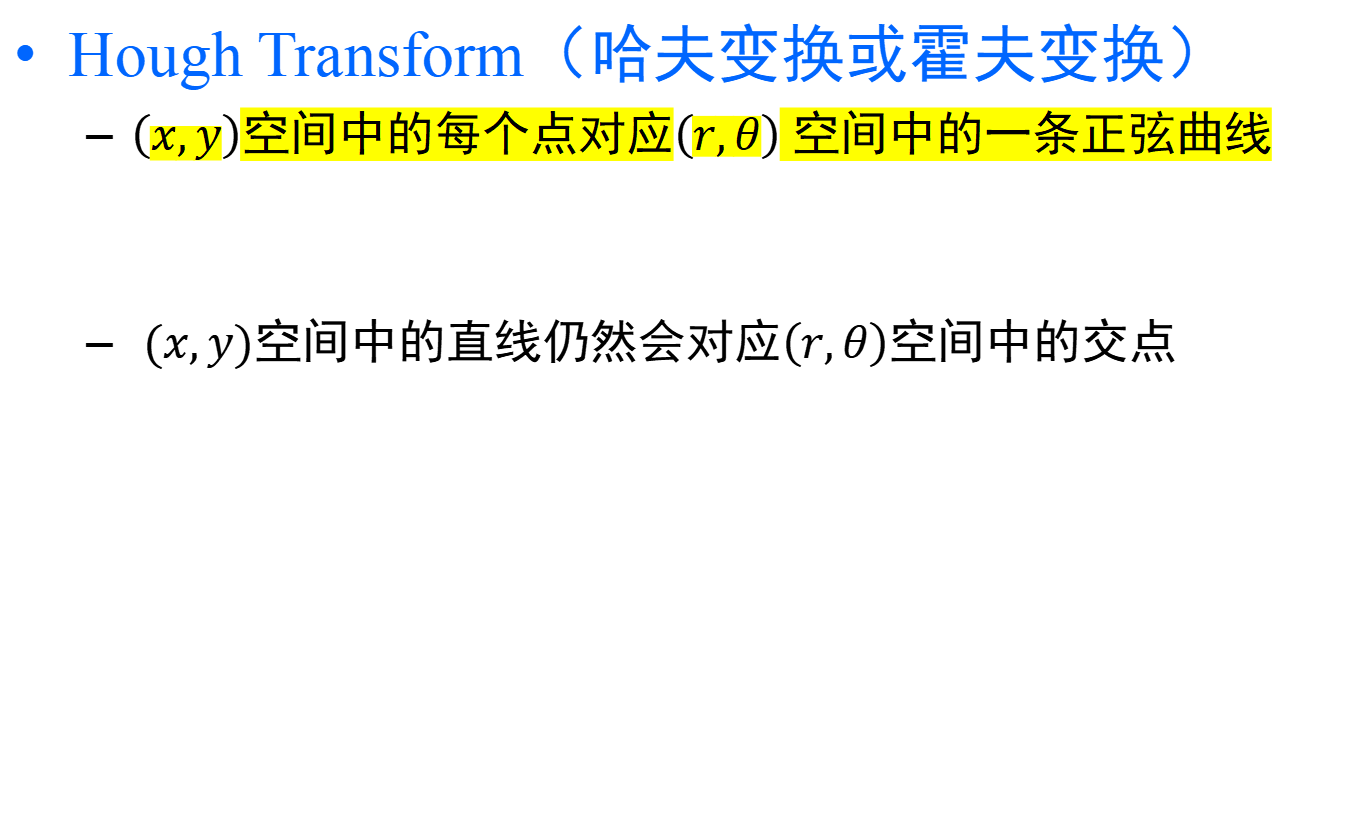 • Hough Transform（哈夫变换或霍夫变换）
– (x, y)空间中的每个点对应(r, θ) 空间中的一条正弦曲线
– (x, y)空间中的直线仍然会对应(r, θ)空间中的交点